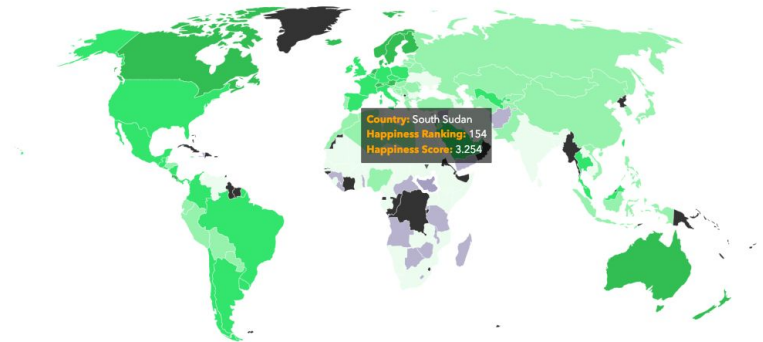 Country: South Sudan
Happiness Ranking: 154
Happiness Score: 3.254